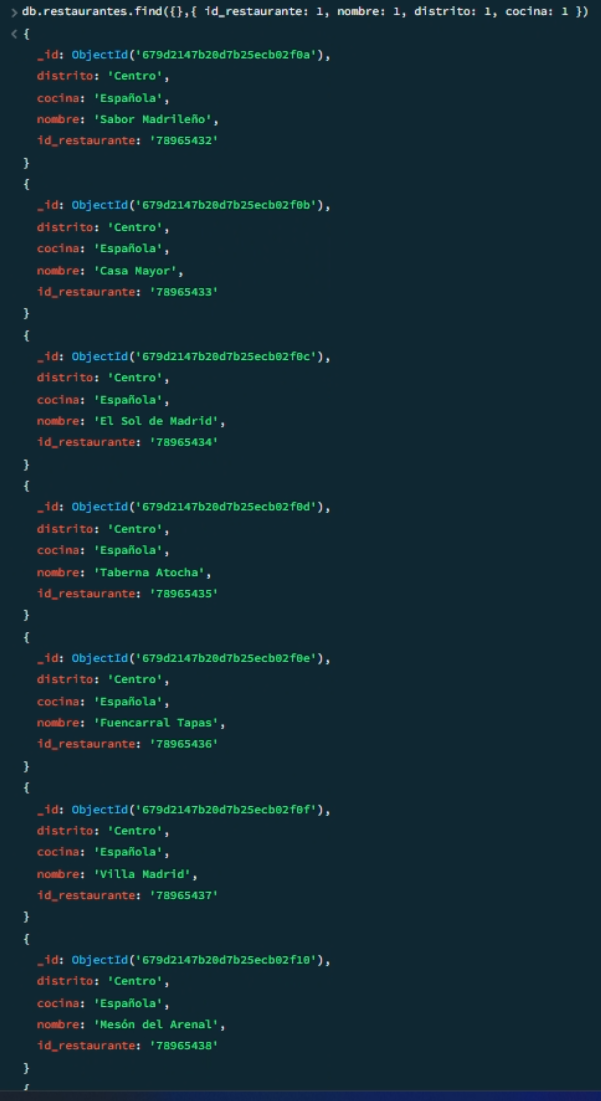 > db.restaurantes.find({},{ id_restaurante: 1, nombre: 1, distrito: 1, cocina: 1 })
< {
_id: ObjectId('679d2147b20d7b25ecb02f0a'),
distrito: 'Centro',
cocina: 'Española',
nombre: 'Sabor Madrileño',
id_restaurante: '78965432'
}
{
_id: ObjectId('679d2147b20d7b25ecb02f0b'),
distrito: 'Centro',
cocina: 'Española',
nombre: 'Casa Mayor',
id_restaurante: '78965433'
}
{
_id: ObjectId('679d2147b20d7b25ecb02f0c'),
distrito: 'Centro',
cocina: 'Española',
nombre: 'El Sol de Madrid',
id_restaurante: '78965434'
}
{
_id: ObjectId('679d2147b20d7b25ecb02f0d'),
distrito: 'Centro',
cocina: 'Española',
nombre: 'Taberna Atocha',
id_restaurante: '78965435'
}
{
_id: ObjectId('679d2147b20d7b25ecb02f0e'),
distrito: 'Centro',
cocina: 'Española',
nombre: 'Fuencarral Tapas',
id_restaurante: '78965436'
}
{
_id: ObjectId('679d2147b20d7b25ecb02f0f'),
distrito: 'Centro',
cocina: 'Española',
nombre: 'Villa Madrid',
id_restaurante: '78965437'
}
{
_id: ObjectId('679d2147b20d7b25ecb02f10'),
distrito: 'Centro',
cocina: 'Española',
nombre: 'Mesón del Arenal',
id_restaurante: '78965438'
}
{